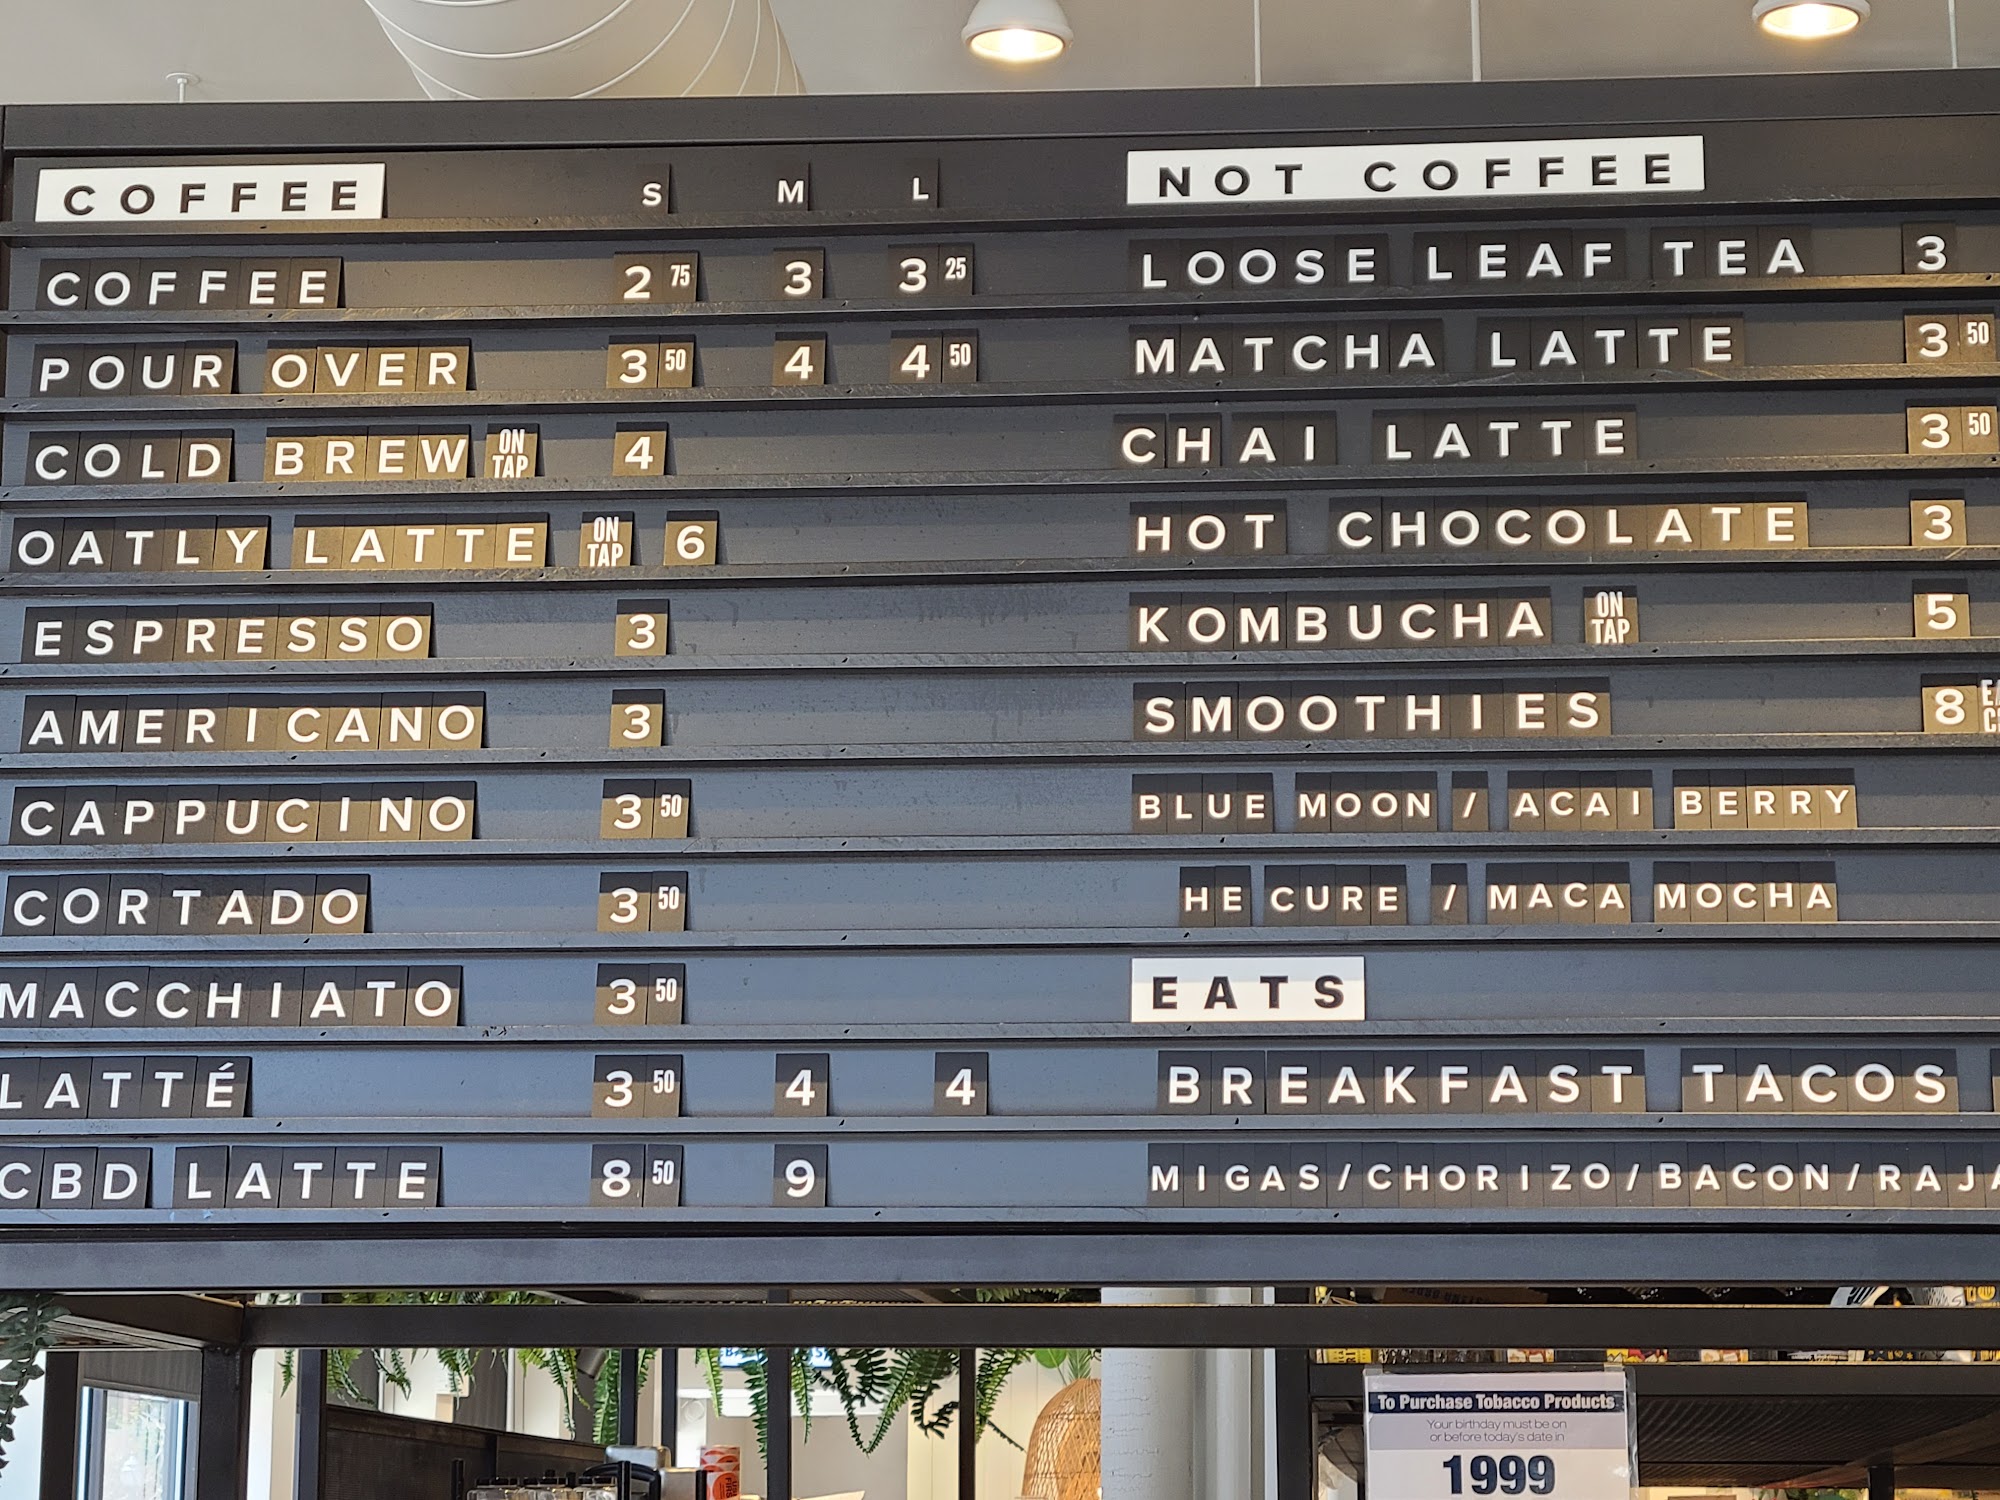 COFFEE S M L
COFFEE 2 75 3 3 25
POUR OVER 3 50 4 4 50
COLD BREW ON TAP 4
OATLY LATTE ON TAP 6
ESPRESSO 3
AMERICANO 3
CAPPUCINO 3 50
CORTADO 3 50
MACCHIATO 3 50
LATTÉ 3 50 4 4
CBD LATTE 8 50 9
NOT COFFEE
LOOSE LEAF TEA 3
MATCHA LATTE 3 50
CHAI LATTE 3 50
HOT CHOCOLATE 3
KOMBUCHA ON TAP 5
SMOOTHIES 8
BLUE MOON / ACAI BERRY
HE CURE / MACA MOCHA
EATS
BREAKFAST TACOS
MIGAS/CHORIZO/BACON/RAJA
To Purchase Tobacco Products
Your birthday must be on
or before today's date in
1999